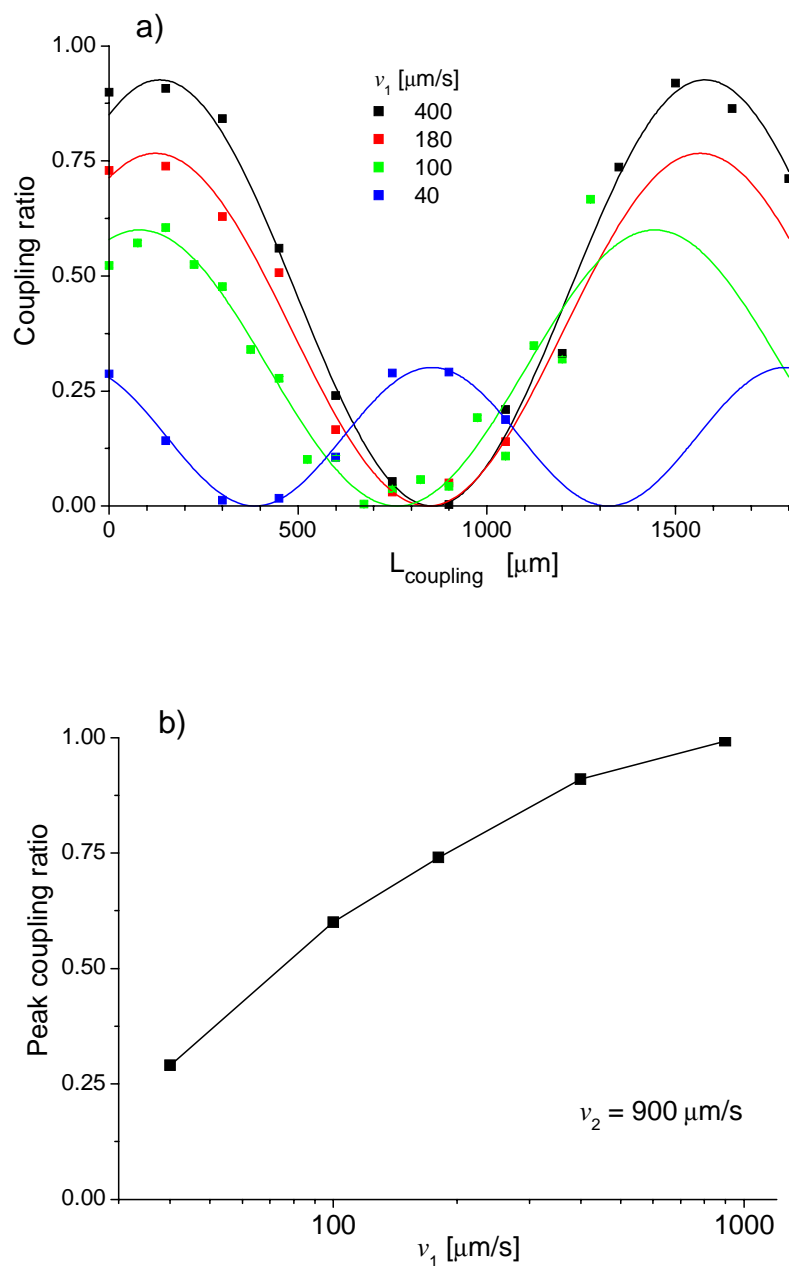 a)
1.00
0.75
0.50
0.25
0.00
Coupling ratio
v₁ [μm/s]
400
180
100
40
0 500 1000 1500
L_coupling [μm]
b)
1.00
0.75
0.50
0.25
0.00
Peak coupling ratio
v₂ = 900 μm/s
100 1000
v₁ [μm/s]